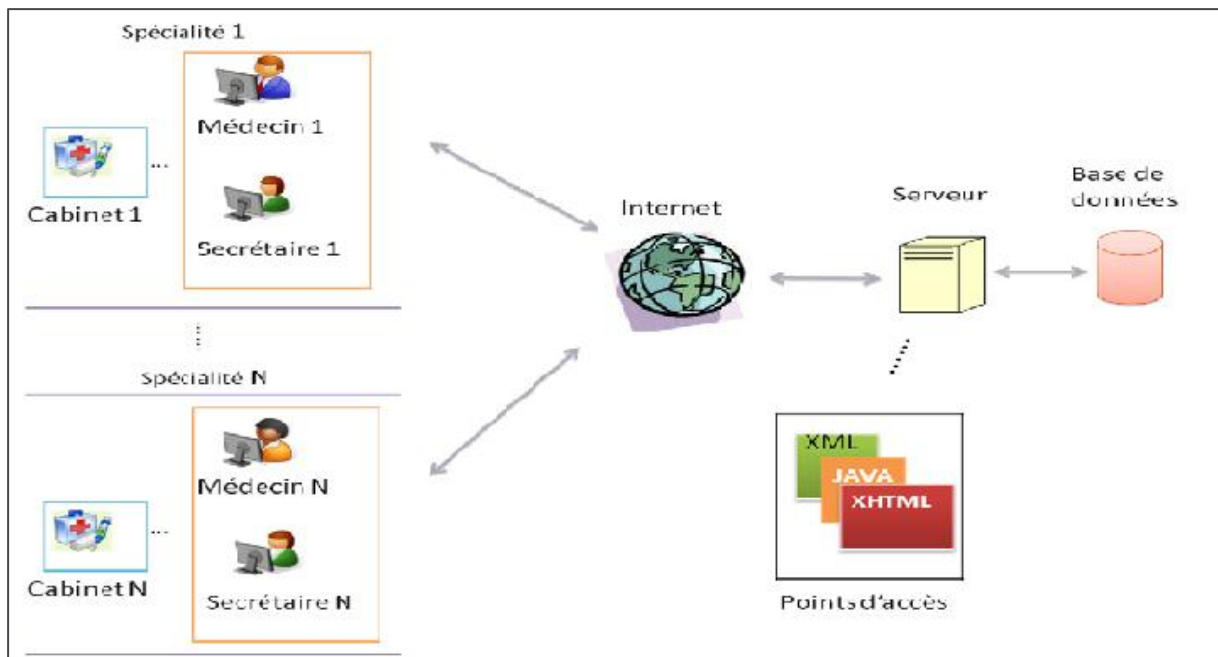 Spécialité 1
Médecin 1
...
Cabinet 1
Secrétaire 1
Spécialité N
Médecin N
...
Cabinet N
Secrétaire N
Internet
Serveur
Base de
données
XML
JAVA
XHTML
Points d'accès